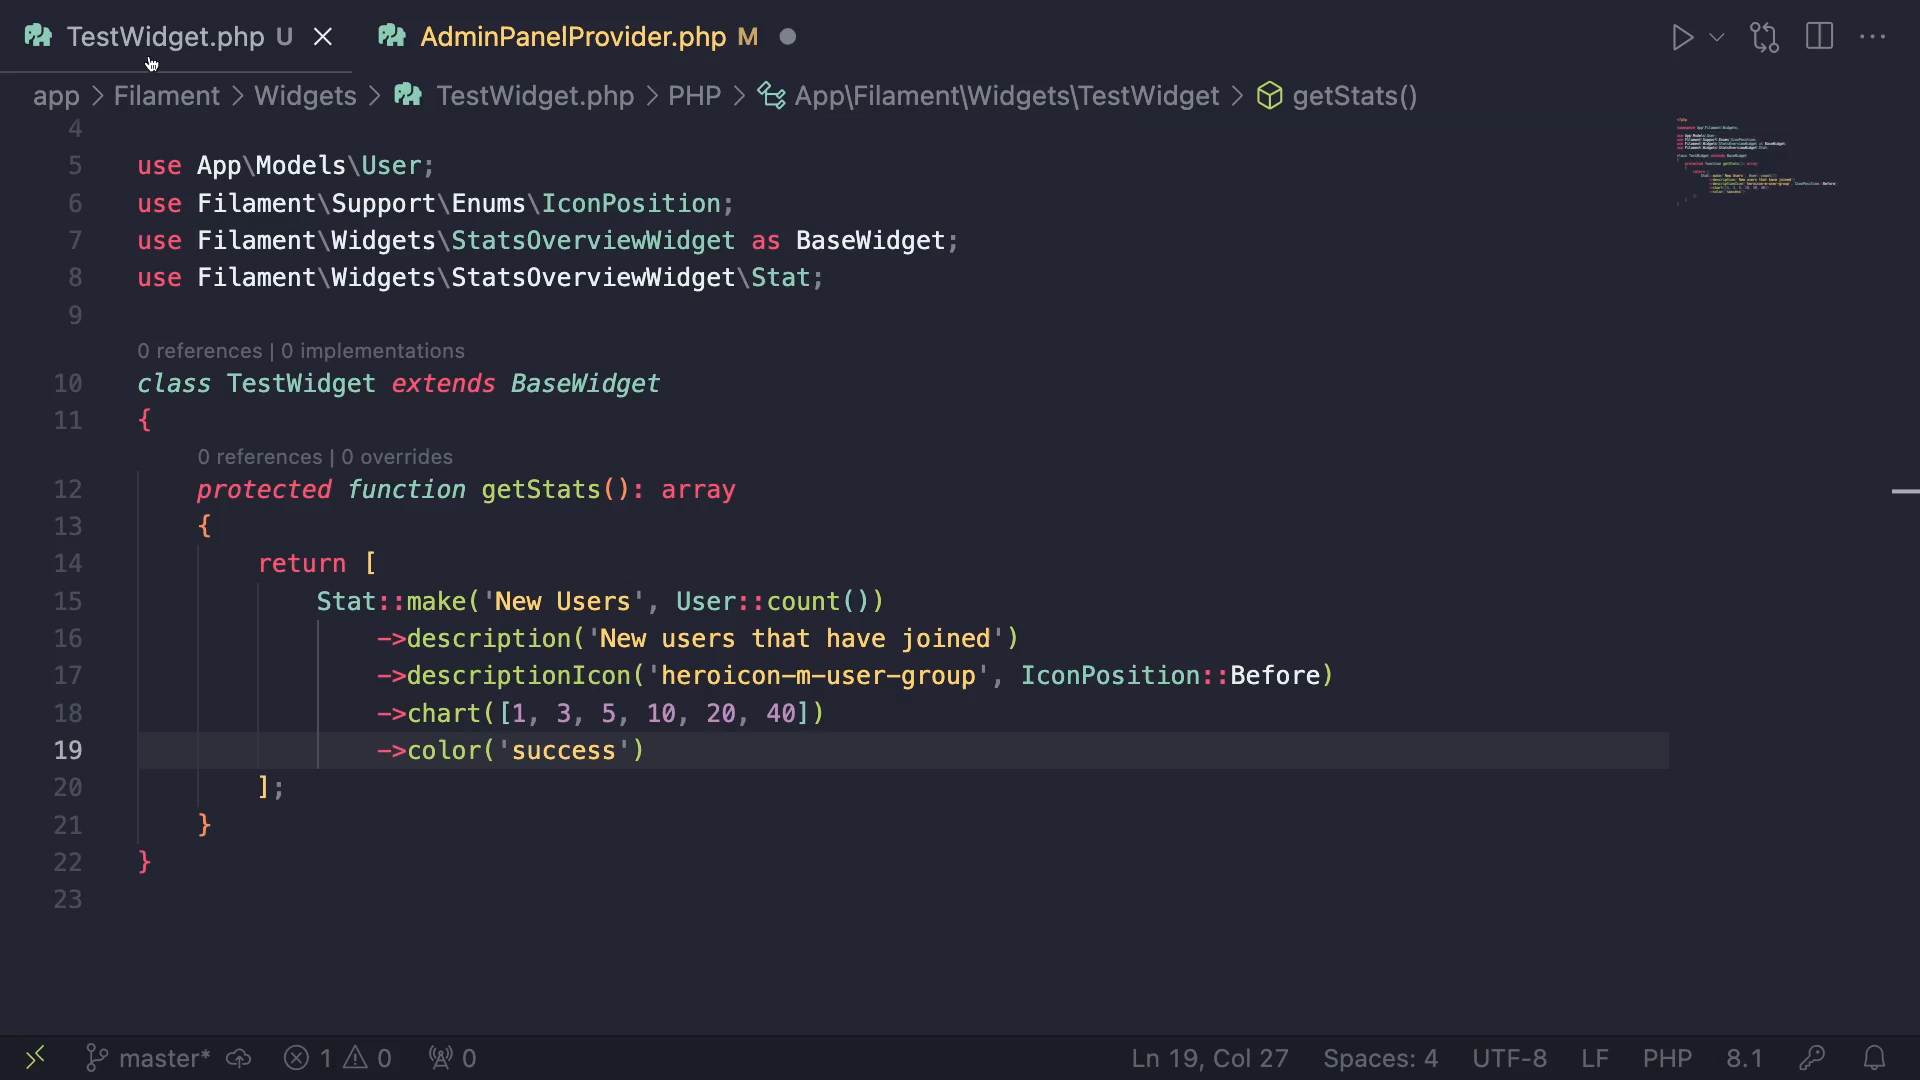 TestWidget.php U
AdminPanelProvider.php M
app > Filament > Widgets > TestWidget.php > PHP > App\Filament\Widgets\TestWidget > getStats()
4
5 use App\Models\User;
6 use Filament\Support\Enums\IconPosition;
7 use Filament\Widgets\StatsOverviewWidget as BaseWidget;
8 use Filament\Widgets\StatsOverviewWidget\Stat;
9
0 references | 0 implementations
10 class TestWidget extends BaseWidget
11 {
0 references | 0 overrides
12 protected function getStats(): array
13 {
14 return [
15 Stat::make('New Users', User::count())
16 ->description('New users that have joined')
17 ->descriptionIcon('heroicon-m-user-group', IconPosition::Before)
18 ->chart([1, 3, 5, 10, 20, 40])
19 ->color('success')
20 ];
21 }
22 }
23
master* 1 0 0 Ln 19, Col 27 Spaces: 4 UTF-8 LF PHP 8.1